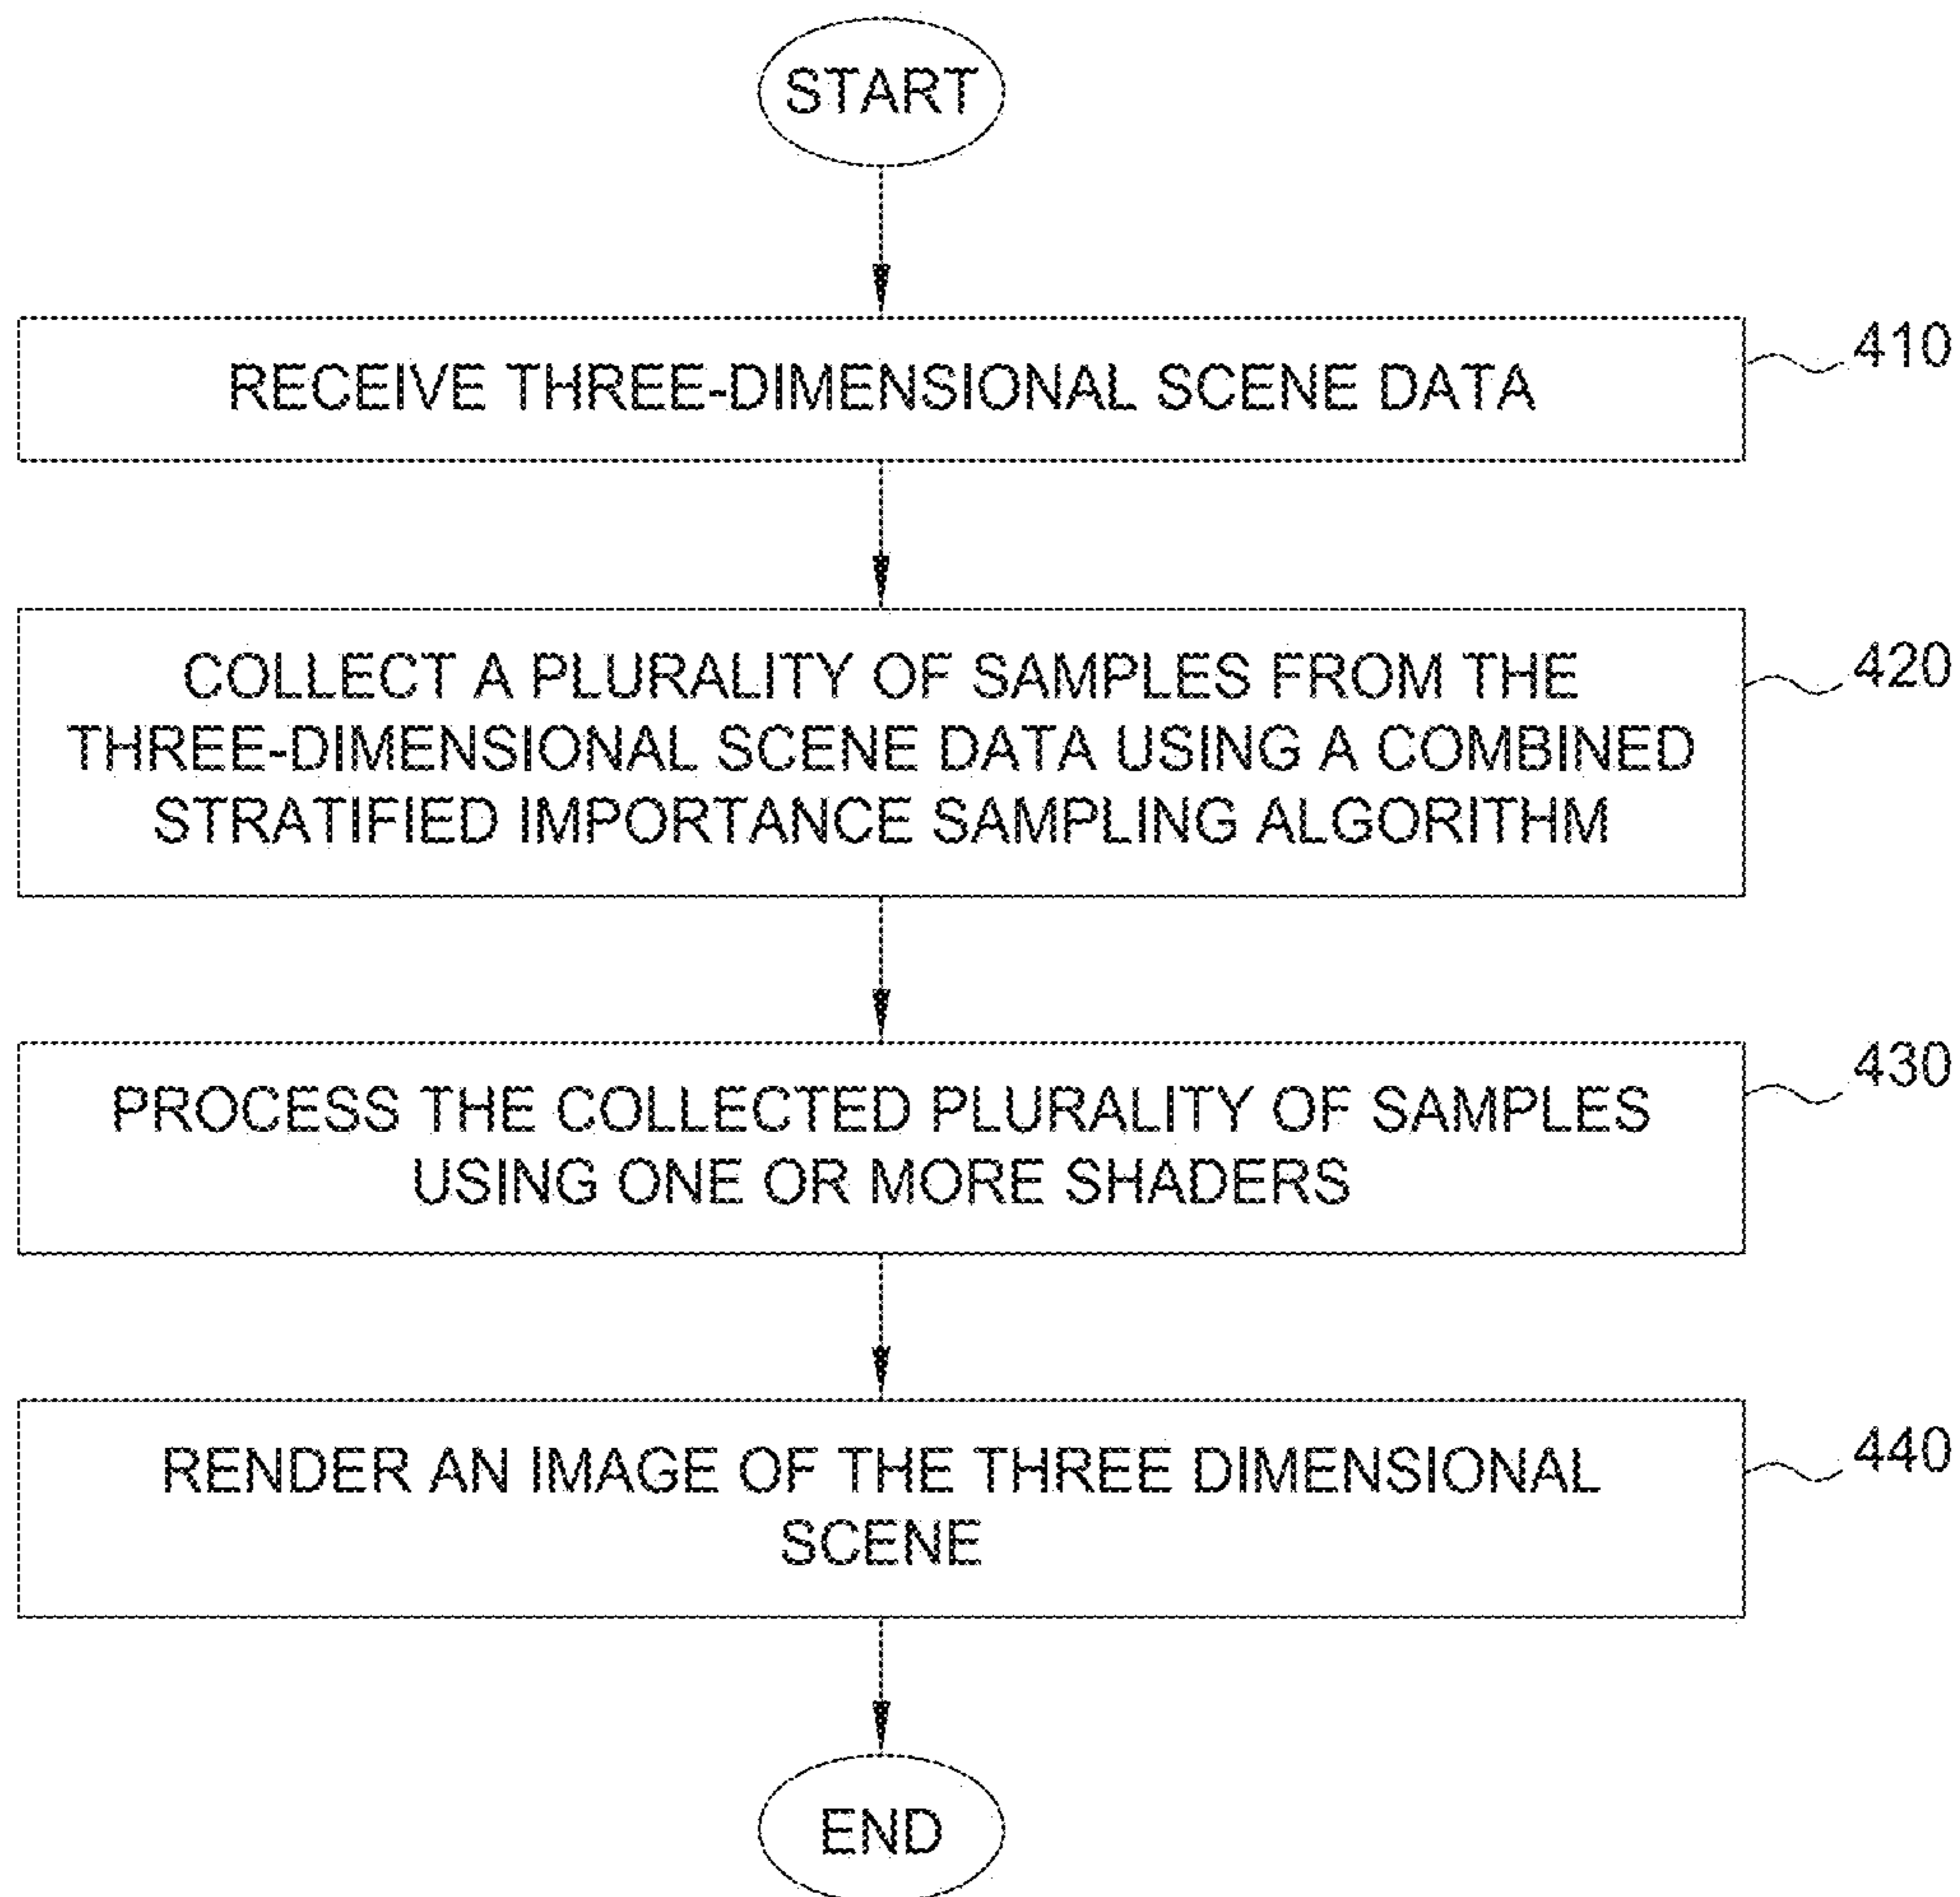 START
RECEIVE THREE-DIMENSIONAL SCENE DATA
410
COLLECT A PLURALITY OF SAMPLES FROM THE
THREE-DIMENSIONAL SCENE DATA USING A COMBINED
STRATIFIED IMPORTANCE SAMPLING ALGORITHM
420
PROCESS THE COLLECTED PLURALITY OF SAMPLES
USING ONE OR MORE SHADERS
430
RENDER AN IMAGE OF THE THREE DIMENSIONAL
SCENE
440
END